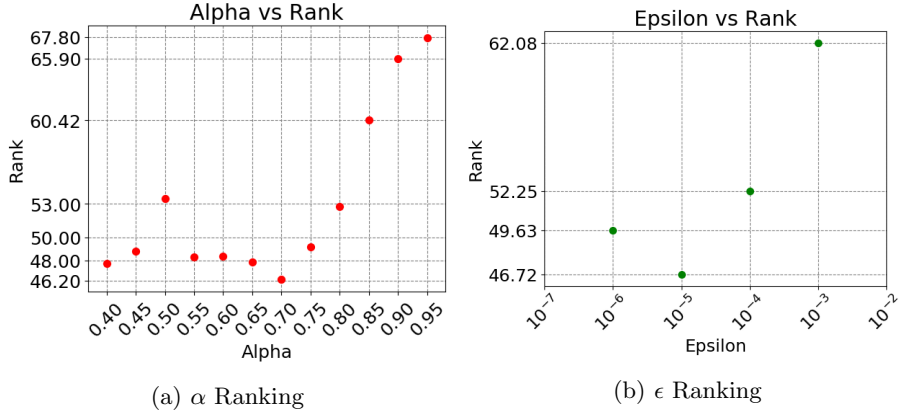 Alpha vs Rank
67.80
65.90
60.42
53.00
50.00
48.00
46.20
Rank
0.40 0.45 0.50 0.55 0.60 0.65 0.70 0.75 0.80 0.85 0.90 0.95
Alpha
(a) α Ranking
Epsilon vs Rank
62.08
52.25
49.63
46.72
Rank
10⁻⁷ 10⁻⁶ 10⁻⁵ 10⁻⁴ 10⁻³ 10⁻²
Epsilon
(b) ϵ Ranking